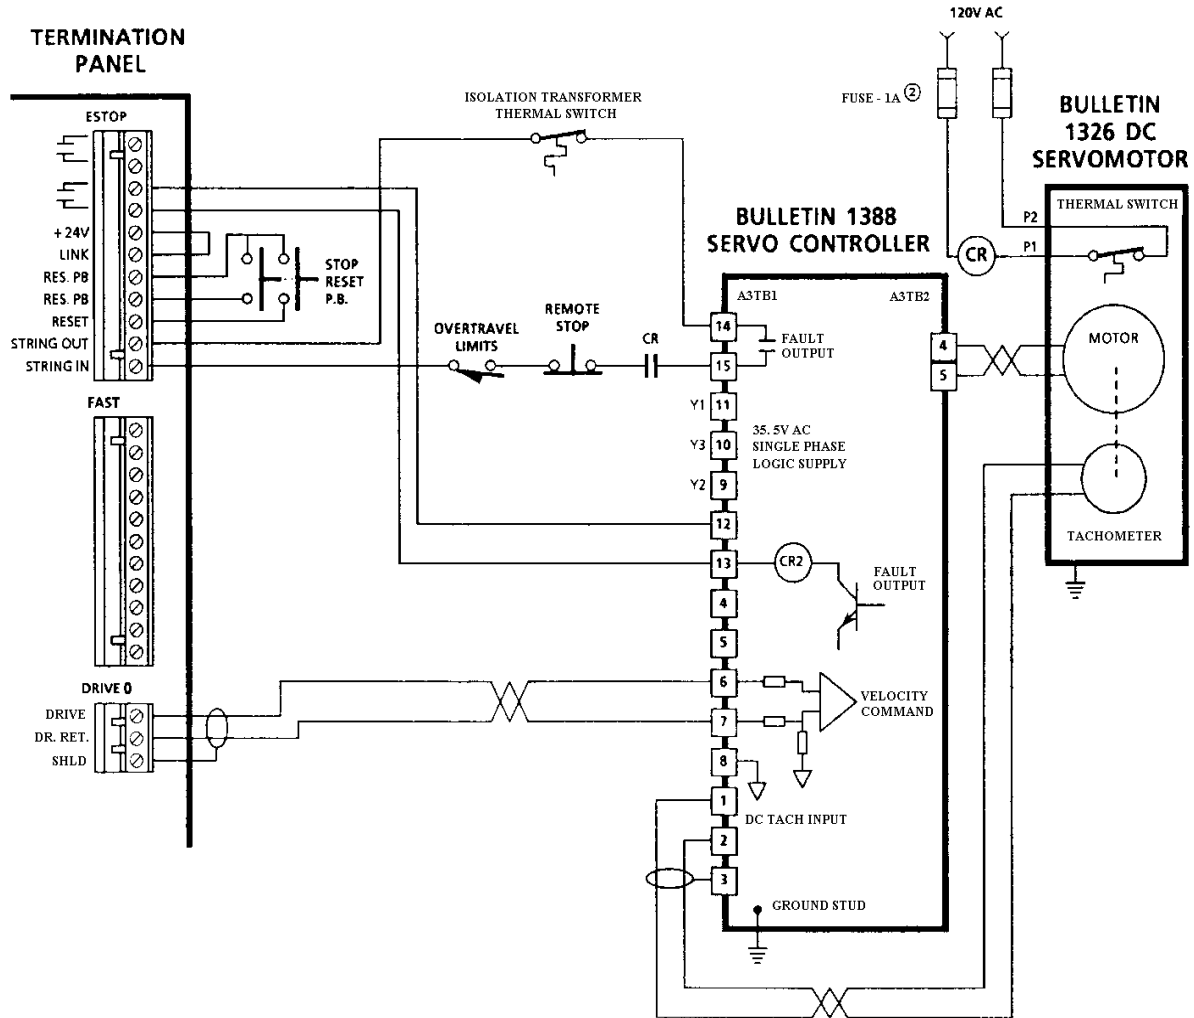 120V AC
TERMINATION
PANEL
FUSE - 1A ②
BULLETIN
1326 DC
SERVOMOTOR
ESTOP
ISOLATION TRANSFORMER
THERMAL SWITCH
+ 24V
LINK
RES. PB
RES. PB
RESET
STRING OUT
STRING IN
STOP
RESET
P.B.
OVERTRAVEL
LIMITS
REMOTE
STOP
CR
BULLETIN 1388
SERVO CONTROLLER
A3TB1
A3TB2
14
15
FAULT
OUTPUT
Y1
11
Y3
10
Y2
9
35. 5V AC
SINGLE PHASE
LOGIC SUPPLY
12
13
CR2
FAULT
OUTPUT
4
5
6
7
VELOCITY
COMMAND
8
1
DC TACH INPUT
2
3
GROUND STUD
4
5
P2
P1
CR
THERMAL SWITCH
MOTOR
TACHOMETER
FAST
DRIVE 0
DRIVE
DR. RET.
SHLD